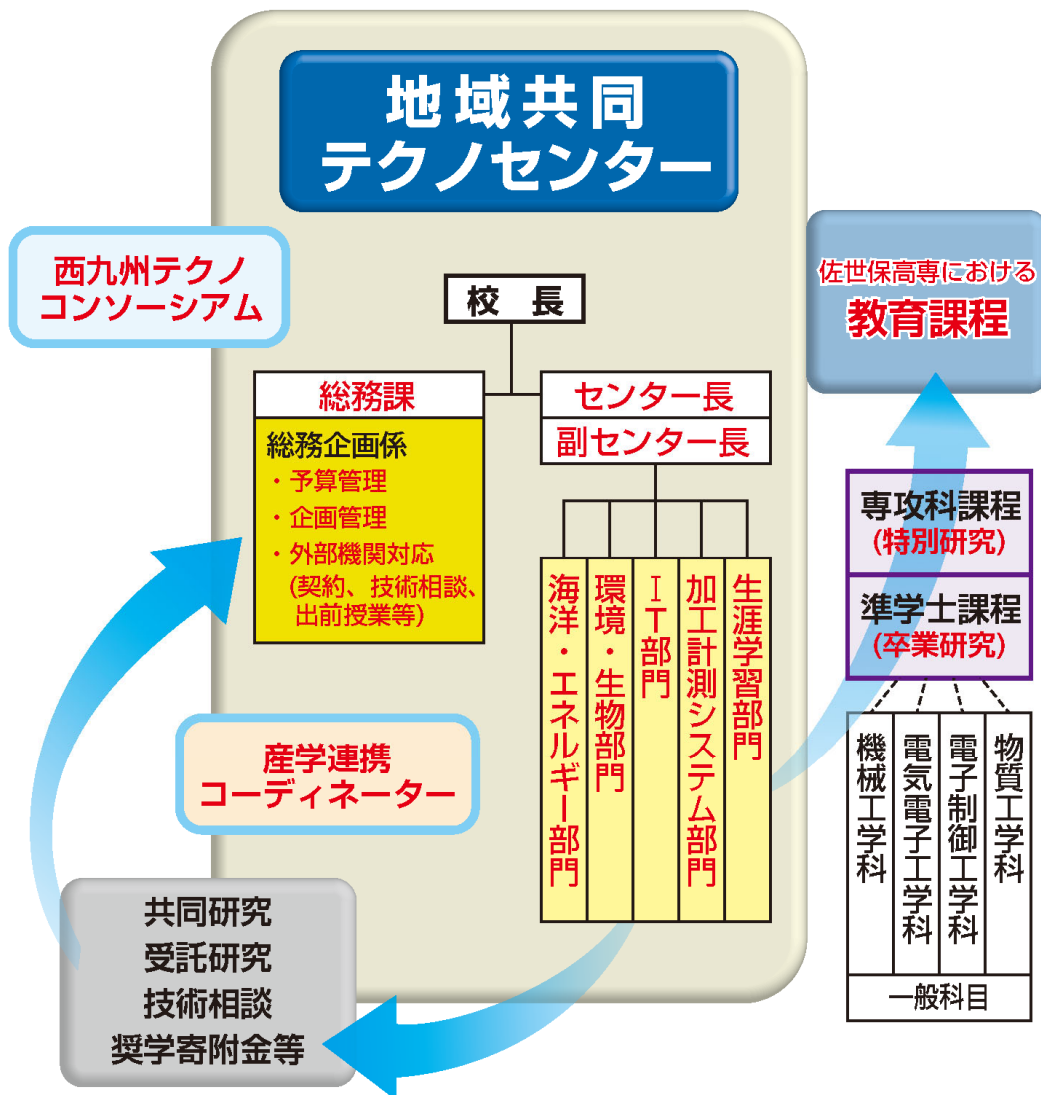 地域共同
テクノセンター
西九州テクノ
コンソーシアム
佐世保高専における
教育課程
校長
総務課
総務企画係
・予算管理
・企画管理
・外部機関対応
(契約、技術相談、
出前授業等)
センター長
副センター長
海洋・エネルギー部門
環境・生物部門
IT部門
加工計測システム部門
生涯学習部門
専攻科課程
(特別研究)
準学士課程
(卒業研究)
機械工学科
電気電子工学科
電子制御工学科
物質工学科
一般科目
産学連携
コーディネーター
共同研究
受託研究
技術相談
奨学寄附金等